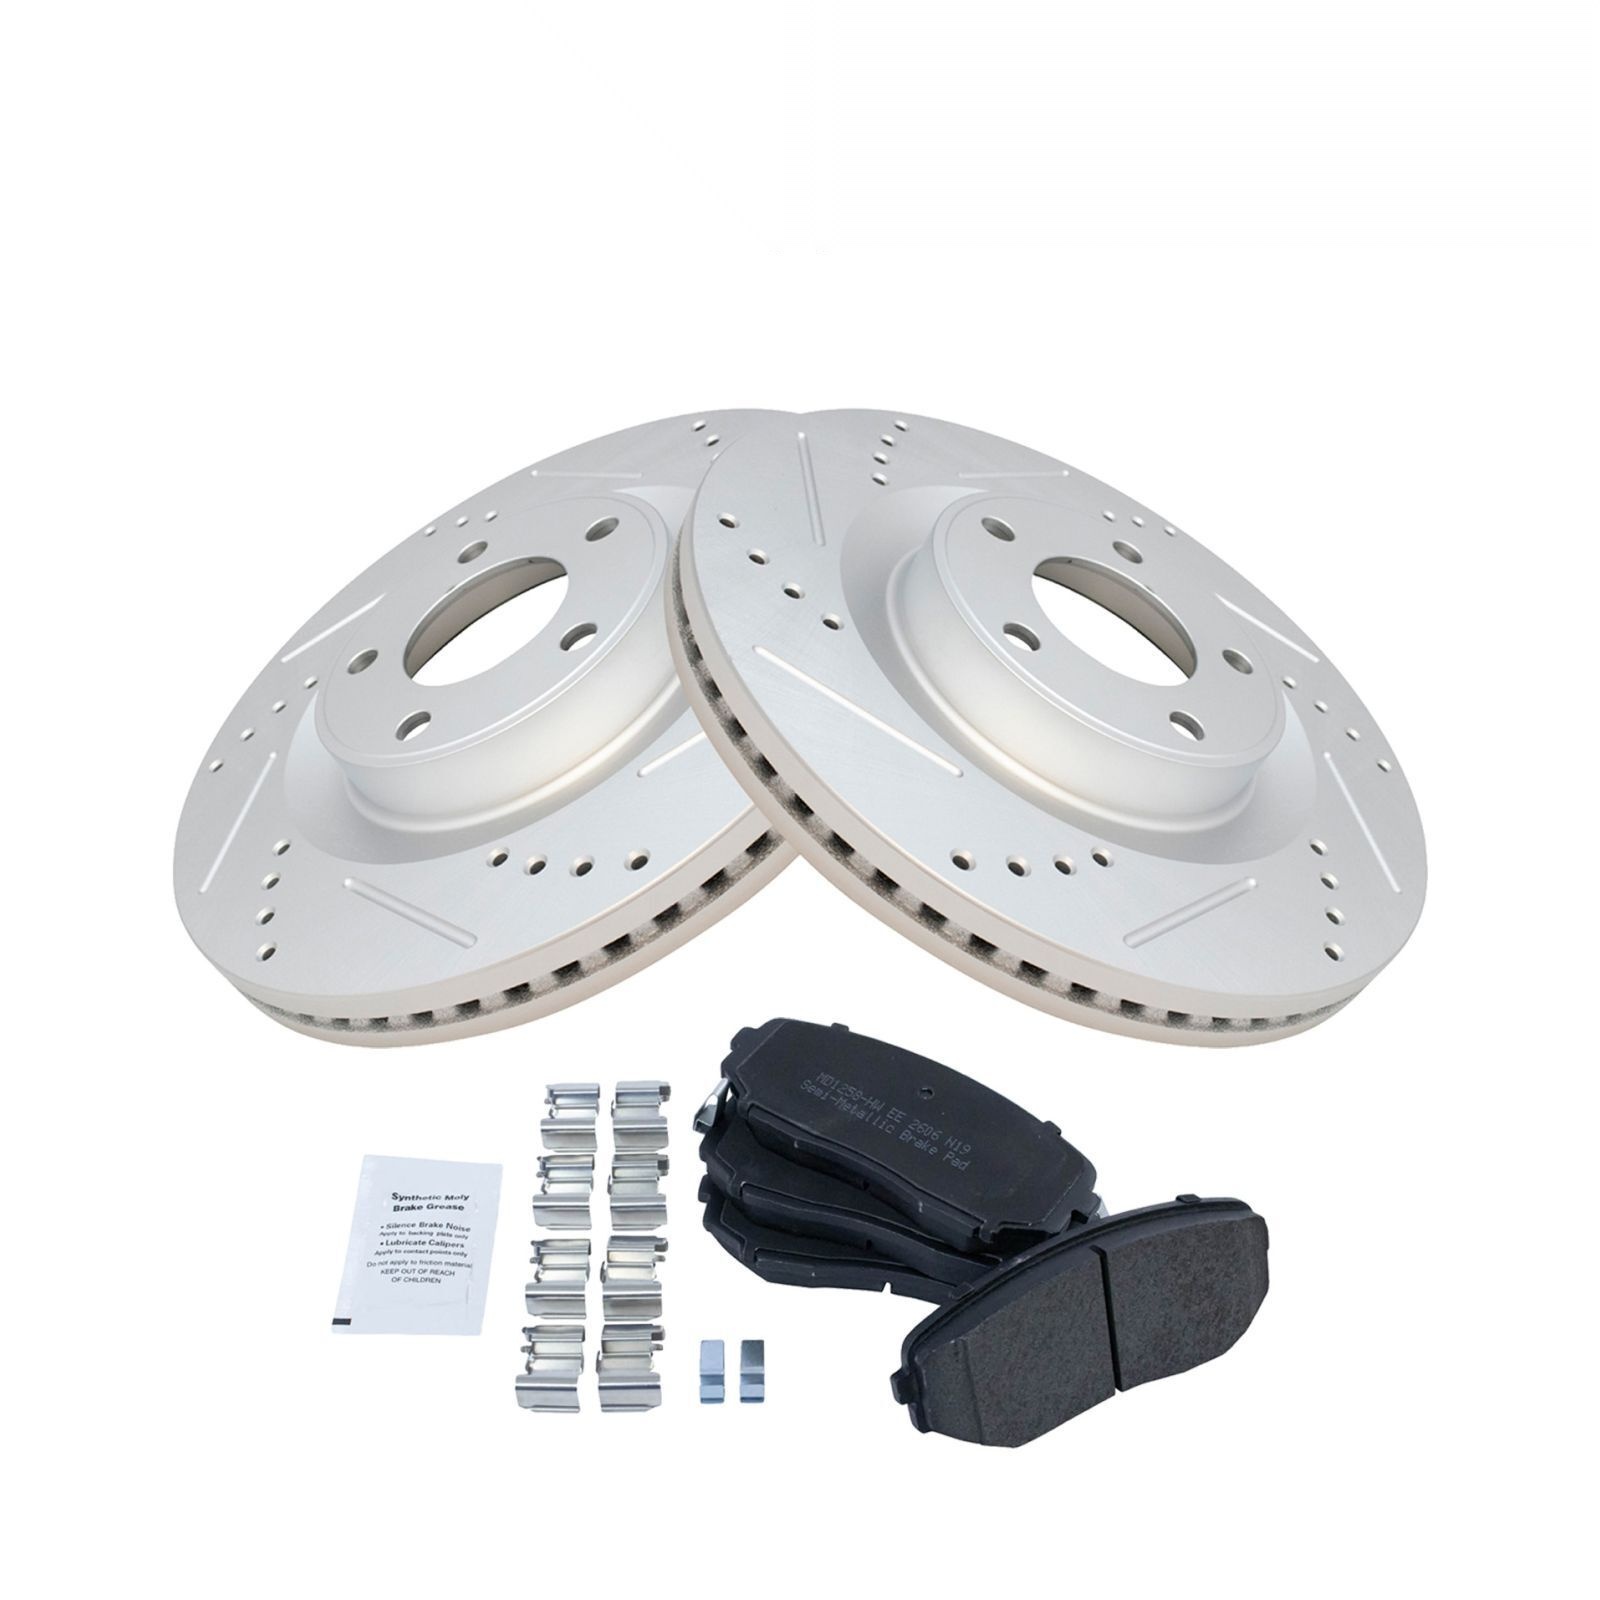 MD1258-HW EE 2606 N19
Semi-Metallic Brake Pad
Synthetic Moly
Brake Grease
• Silence Brake Noise
Apply to backing plate only
• Lubricate Calipers
Apply to contact points only
Do not apply to friction material
KEEP OUT OF REACH
OF CHILDREN